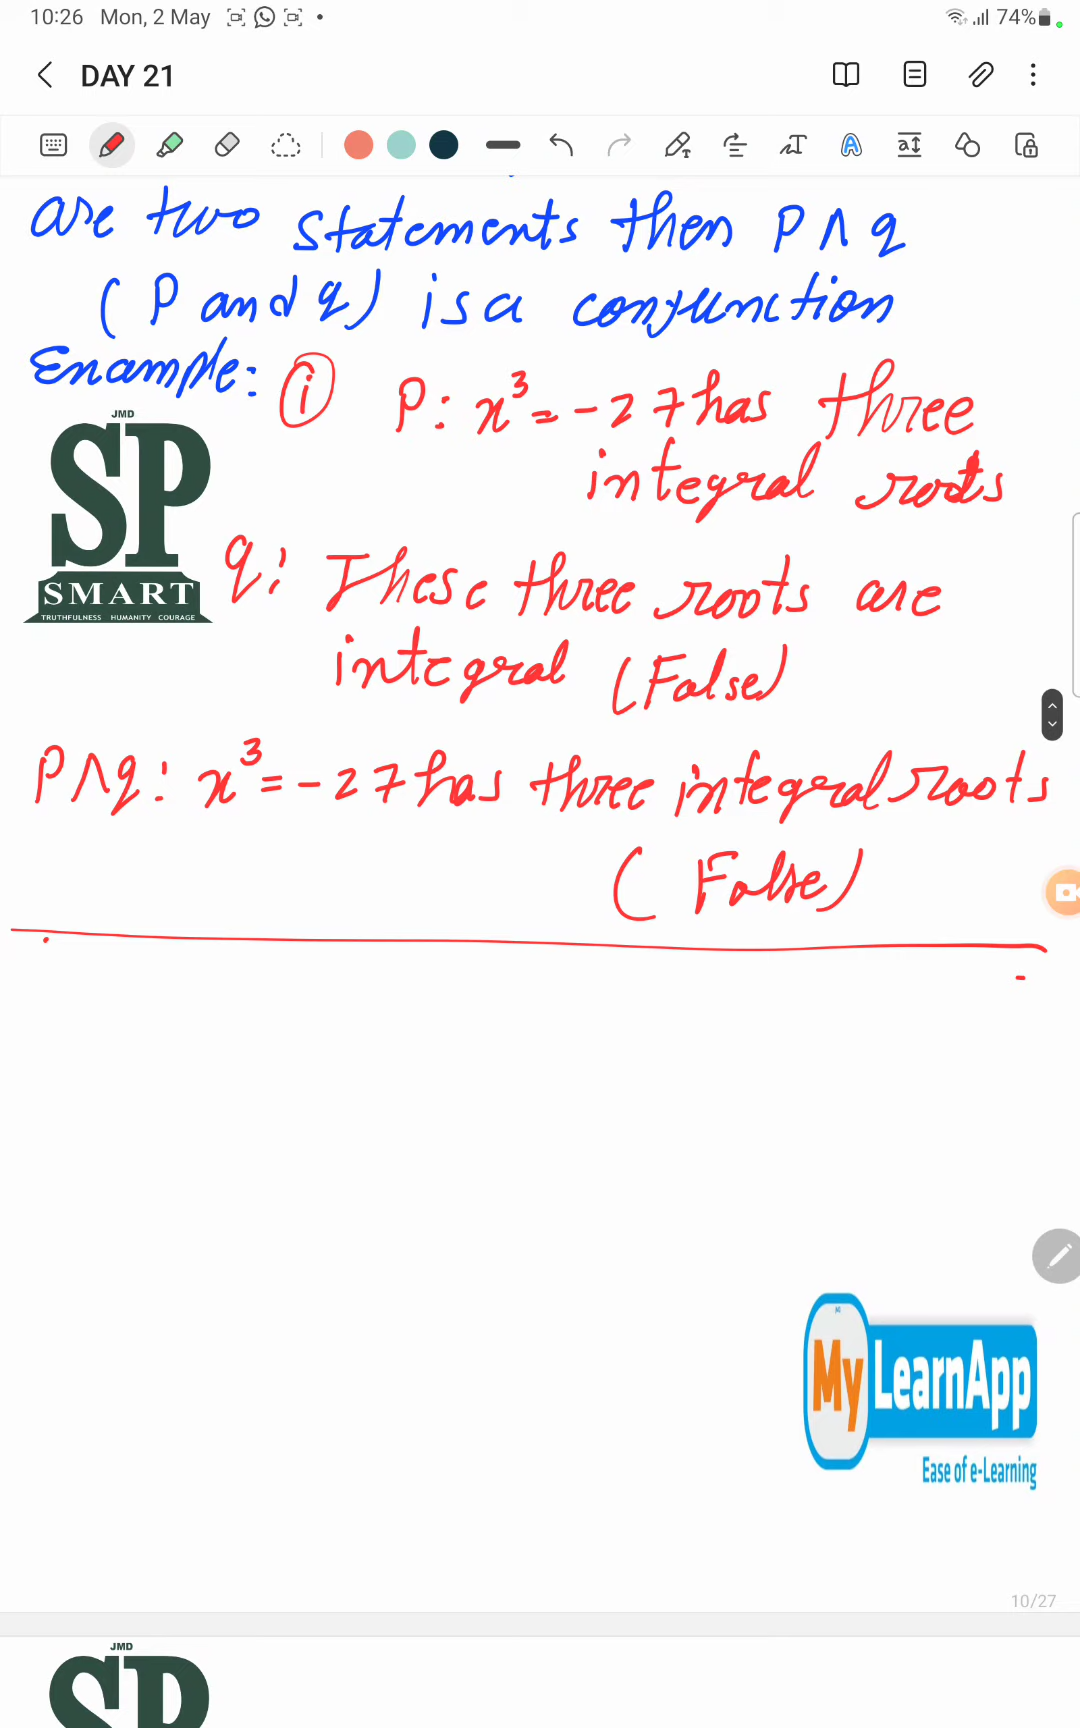 10:26 Mon, 2 May 74%
DAY 21
are two statements then P ∧ q
( P and q ) is a conjunction
Example: (i) P: x³ = -27 has three
integral roots
JMD
SP
SMART
TRUTHFULNESS HUMANITY COURAGE
q: These three roots are
integral (False)
P∧q: x³ = -27 has three integral roots
( False )
My LearnApp
Ease of e-Learning
10/27
JMD
SP